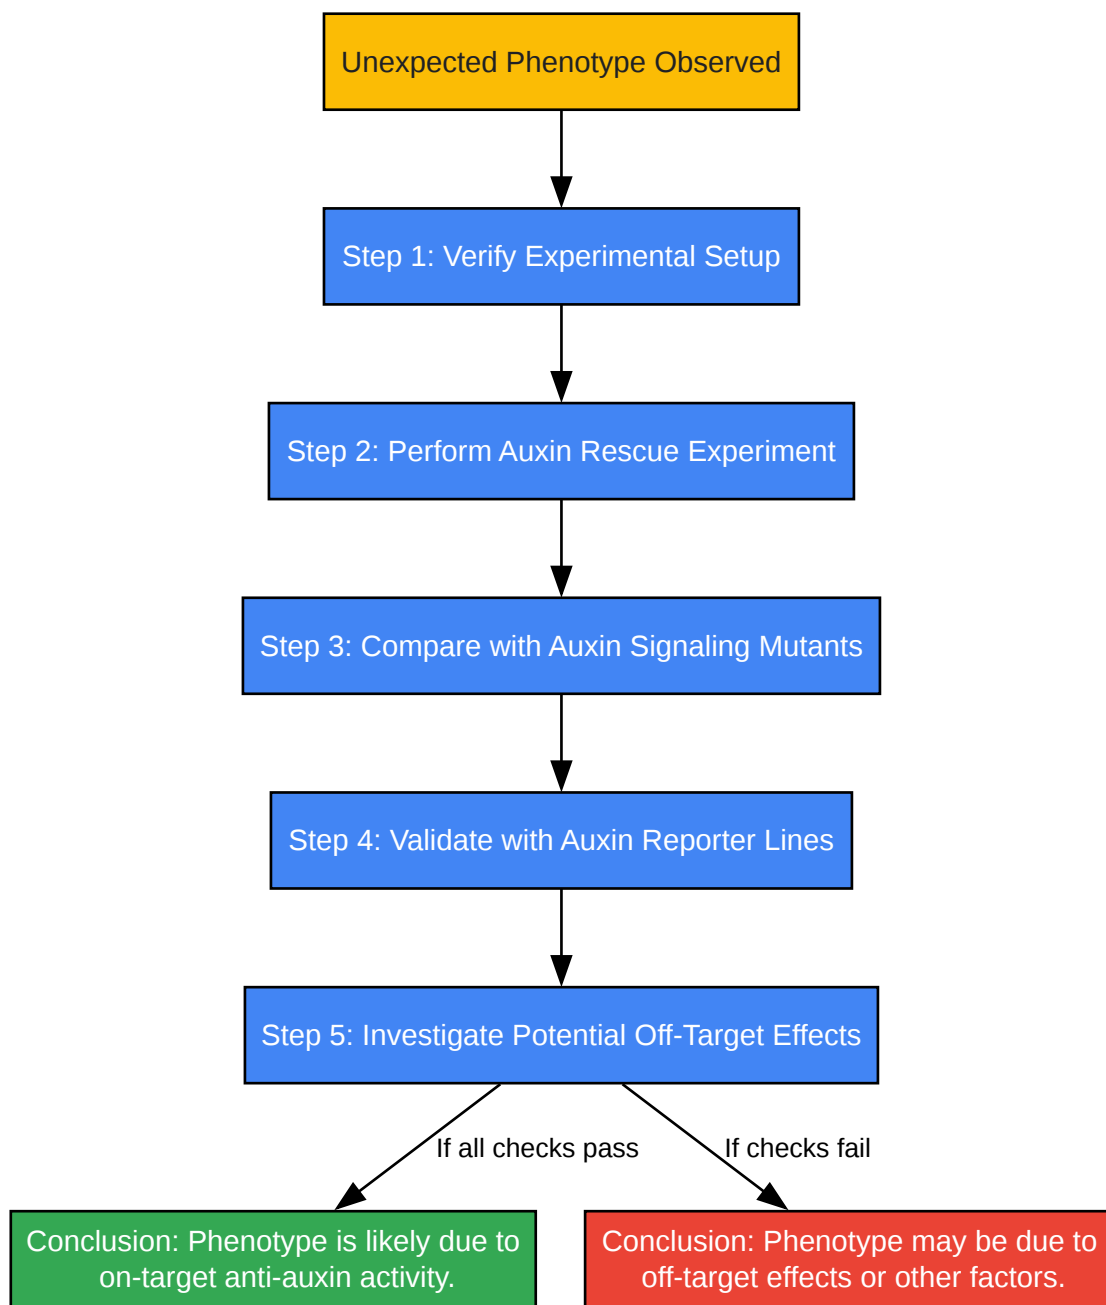 Unexpected Phenotype Observed
Step 1: Verify Experimental Setup
Step 2: Perform Auxin Rescue Experiment
Step 3: Compare with Auxin Signaling Mutants
Step 4: Validate with Auxin Reporter Lines
Step 5: Investigate Potential Off-Target Effects
If all checks pass
If checks fail
Conclusion: Phenotype is likely due to
on-target anti-auxin activity.
Conclusion: Phenotype may be due to
off-target effects or other factors.